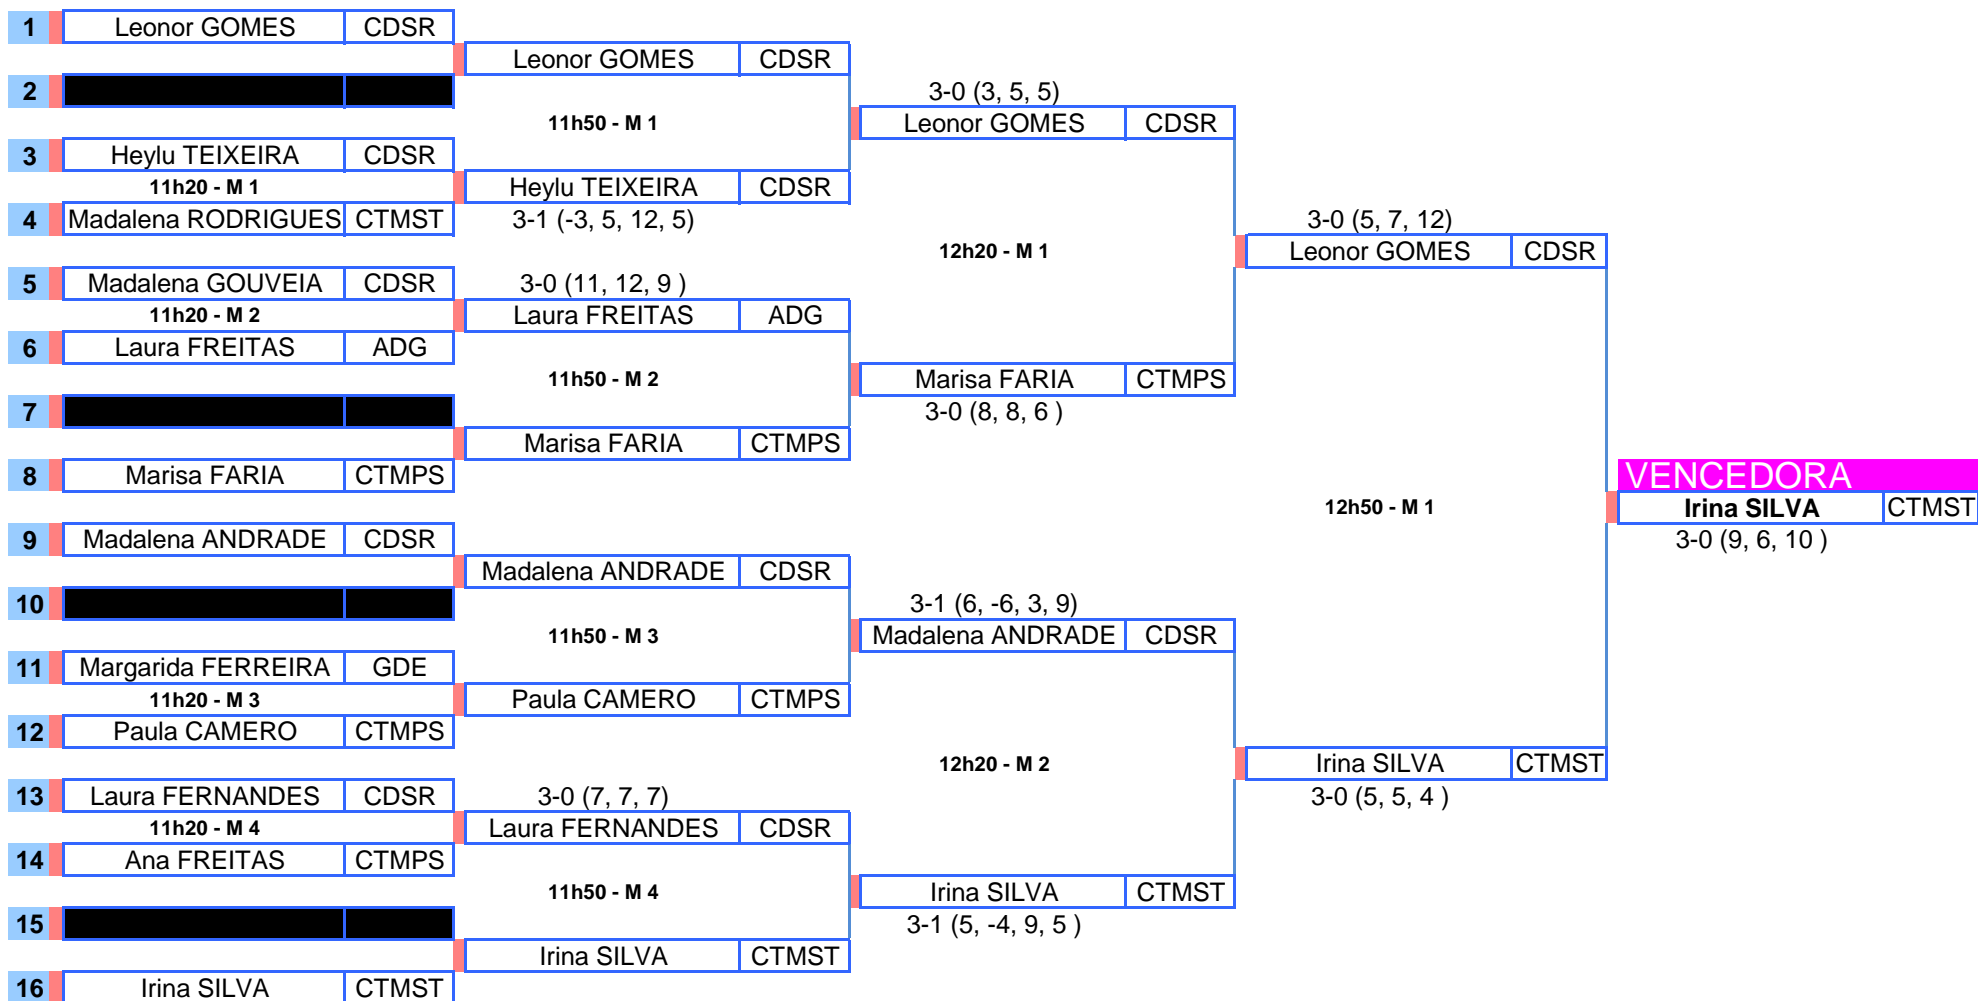 1 Leonor GOMES CDSR
Leonor GOMES CDSR
2 3-0 (3, 5, 5)
11h50 - M 1 Leonor GOMES CDSR
3 Heylu TEIXEIRA CDSR
11h20 - M 1 Heylu TEIXEIRA CDSR
4 Madalena RODRIGUES CTMST 3-1 (-3, 5, 12, 5) 3-0 (5, 7, 12)
12h20 - M 1 Leonor GOMES CDSR
5 Madalena GOUVEIA CDSR 3-0 (11, 12, 9 )
11h20 - M 2 Laura FREITAS ADG
6 Laura FREITAS ADG
11h50 - M 2 Marisa FARIA CTMPS
7 3-0 (8, 8, 6 )
Marisa FARIA CTMPS
8 Marisa FARIA CTMPS VENCEDORA
12h50 - M 1 Irina SILVA CTMST
9 Madalena ANDRADE CDSR 3-0 (9, 6, 10 )
Madalena ANDRADE CDSR
10 3-1 (6, -6, 3, 9)
11h50 - M 3 Madalena ANDRADE CDSR
11 Margarida FERREIRA GDE
11h20 - M 3 Paula CAMERO CTMPS
12 Paula CAMERO CTMPS
12h20 - M 2 Irina SILVA CTMST
13 Laura FERNANDES CDSR 3-0 (7, 7, 7) 3-0 (5, 5, 4 )
11h20 - M 4 Laura FERNANDES CDSR
14 Ana FREITAS CTMPS
11h50 - M 4 Irina SILVA CTMST
15 3-1 (5, -4, 9, 5 )
Irina SILVA CTMST
16 Irina SILVA CTMST